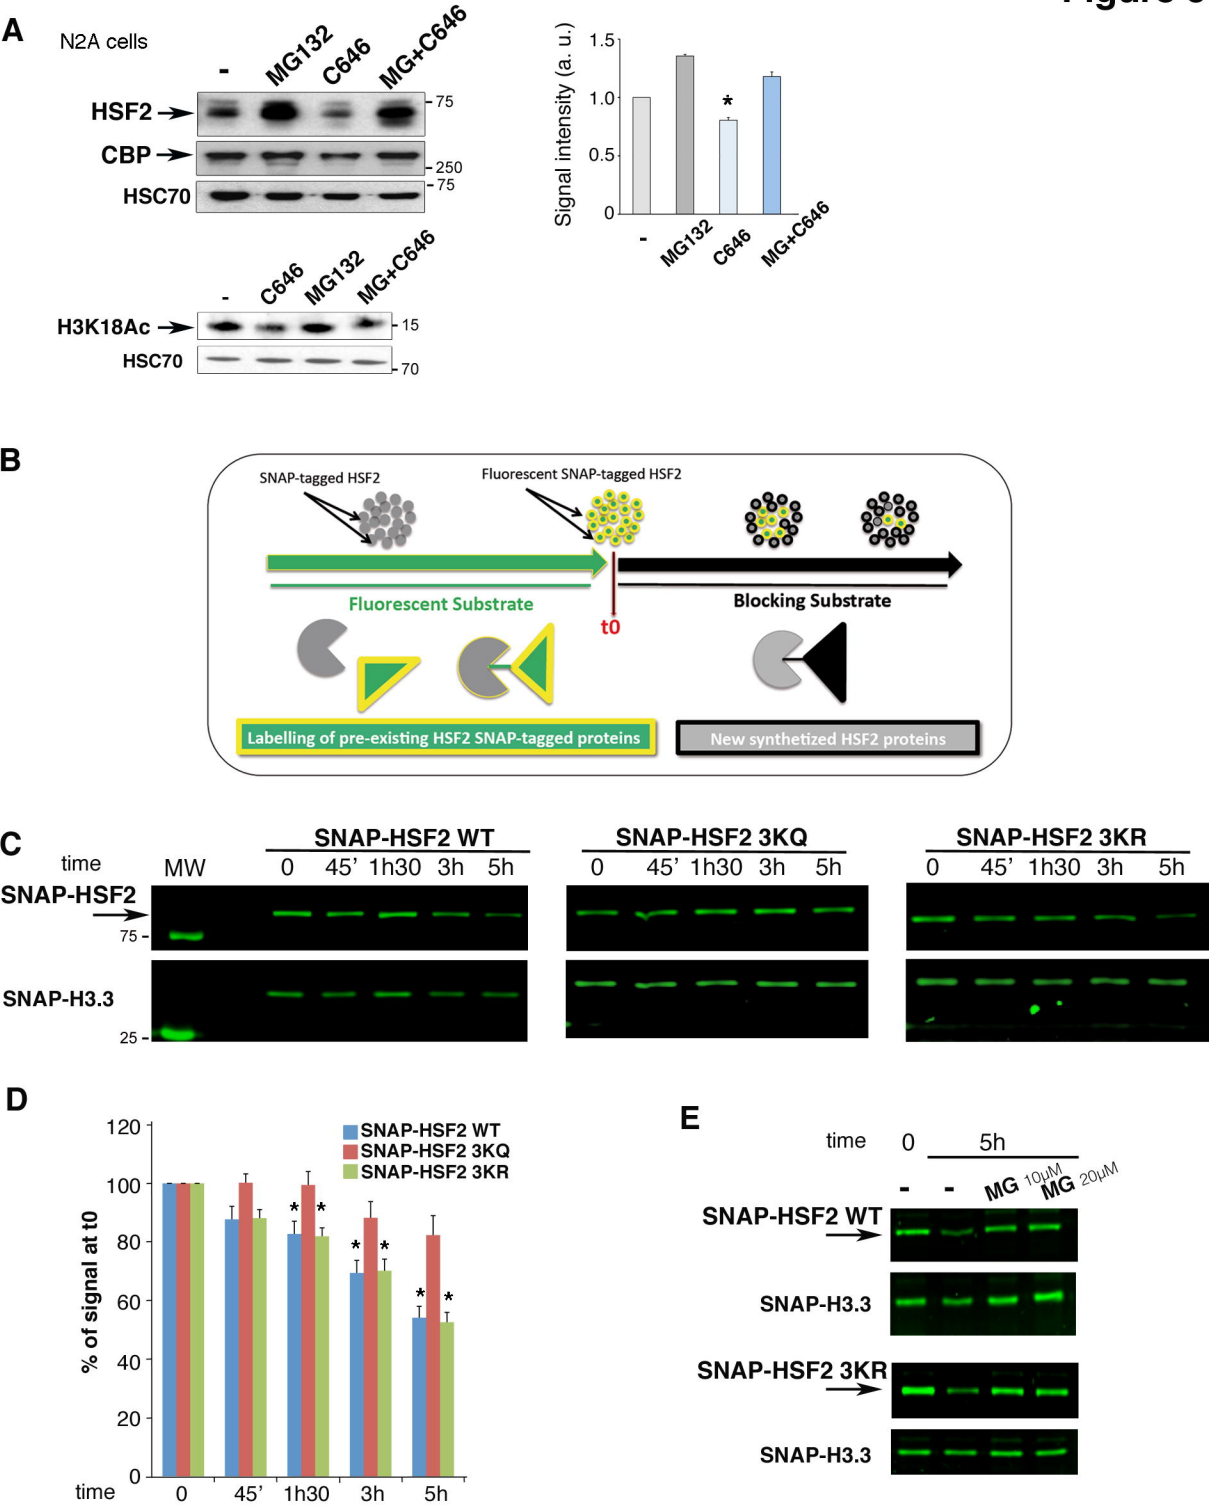 Figure
A
N2A cells
- MG132 C646 MG+C646
HSF2
75
CBP
250
75
HSC70
- C646 MG132 MG+C646
H3K18Ac
15
HSC70
70
Signal intensity (a. u.)
1.5
1.0
0.5
0
*
- MG132 C646 MG+C646
B
SNAP-tagged HSF2
Fluorescent SNAP-tagged HSF2
Fluorescent Substrate
Blocking Substrate
t0
Labelling of pre-existing HSF2 SNAP-tagged proteins
New synthetized HSF2 proteins
C
SNAP-HSF2 WT
SNAP-HSF2 3KQ
SNAP-HSF2 3KR
time MW 0 45' 1h30 3h 5h 0 45' 1h30 3h 5h 0 45' 1h30 3h 5h
SNAP-HSF2
75
SNAP-H3.3
25
D
SNAP-HSF2 WT
SNAP-HSF2 3KQ
SNAP-HSF2 3KR
% of signal at t0
120
100
80
60
40
20
0
* *
* *
* *
time 0 45' 1h30 3h 5h
E
time 0 5h
- - MG 10µM MG 20µM
SNAP-HSF2 WT
SNAP-H3.3
SNAP-HSF2 3KR
SNAP-H3.3